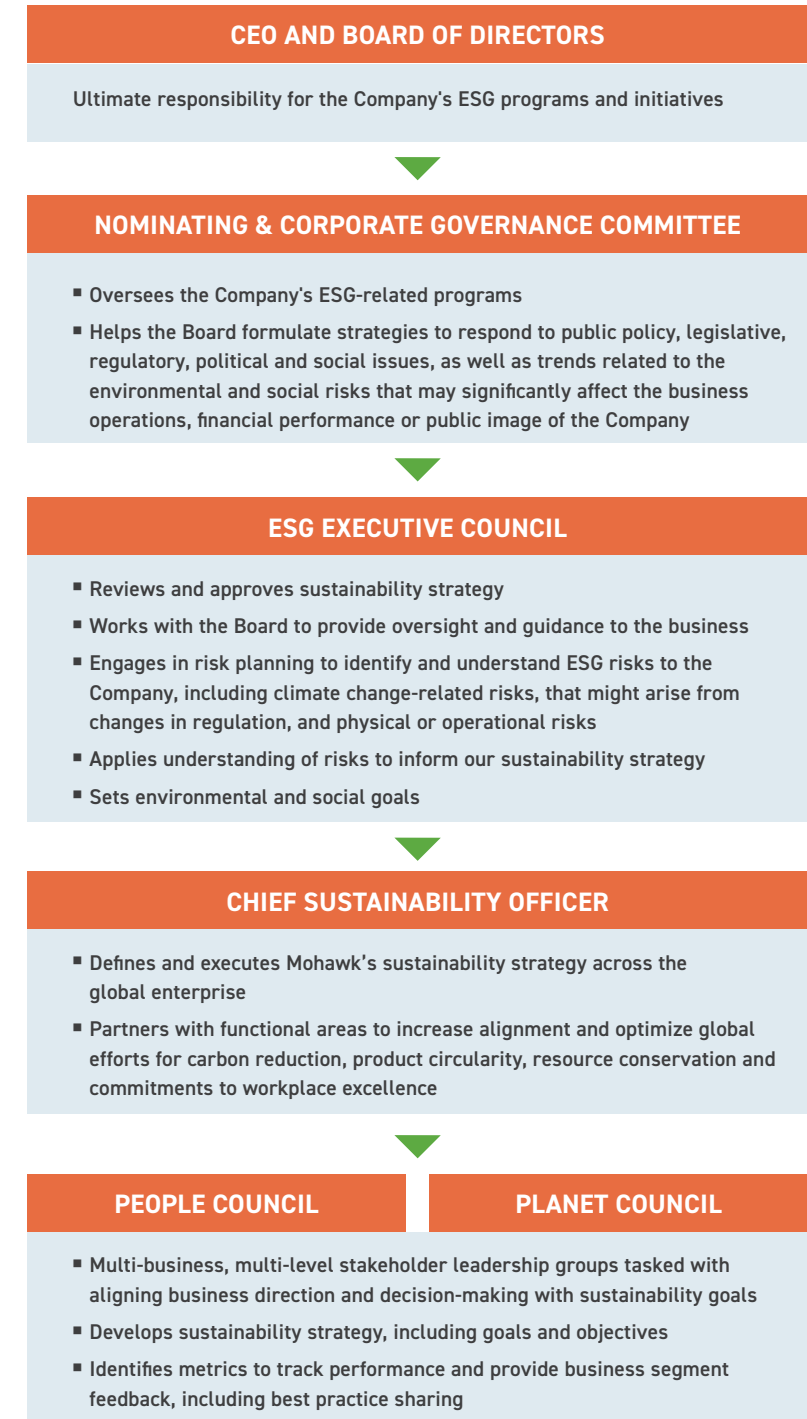 CEO AND BOARD OF DIRECTORS
Ultimate responsibility for the Company's ESG programs and initiatives
NOMINATING & CORPORATE GOVERNANCE COMMITTEE
▪ Oversees the Company's ESG-related programs
▪ Helps the Board formulate strategies to respond to public policy, legislative,
regulatory, political and social issues, as well as trends related to the
environmental and social risks that may significantly affect the business
operations, financial performance or public image of the Company
ESG EXECUTIVE COUNCIL
▪ Reviews and approves sustainability strategy
▪ Works with the Board to provide oversight and guidance to the business
▪ Engages in risk planning to identify and understand ESG risks to the
Company, including climate change-related risks, that might arise from
changes in regulation, and physical or operational risks
▪ Applies understanding of risks to inform our sustainability strategy
▪ Sets environmental and social goals
CHIEF SUSTAINABILITY OFFICER
▪ Defines and executes Mohawk’s sustainability strategy across the
global enterprise
▪ Partners with functional areas to increase alignment and optimize global
efforts for carbon reduction, product circularity, resource conservation and
commitments to workplace excellence
PEOPLE COUNCIL
PLANET COUNCIL
▪ Multi-business, multi-level stakeholder leadership groups tasked with
aligning business direction and decision-making with sustainability goals
▪ Develops sustainability strategy, including goals and objectives
▪ Identifies metrics to track performance and provide business segment
feedback, including best practice sharing